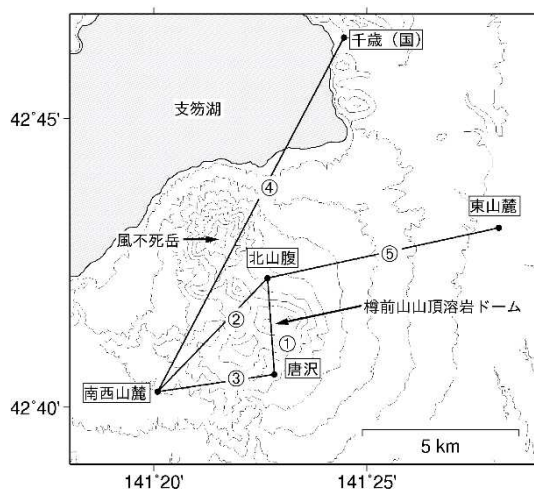 千歳（国）
42°45'
支笏湖
④
東山麓
風不死岳
北山腹
⑤
樽前山山頂溶岩ドーム
②
①
③
唐沢
南西山麓
42°40'
5 km
141°20'
141°25'